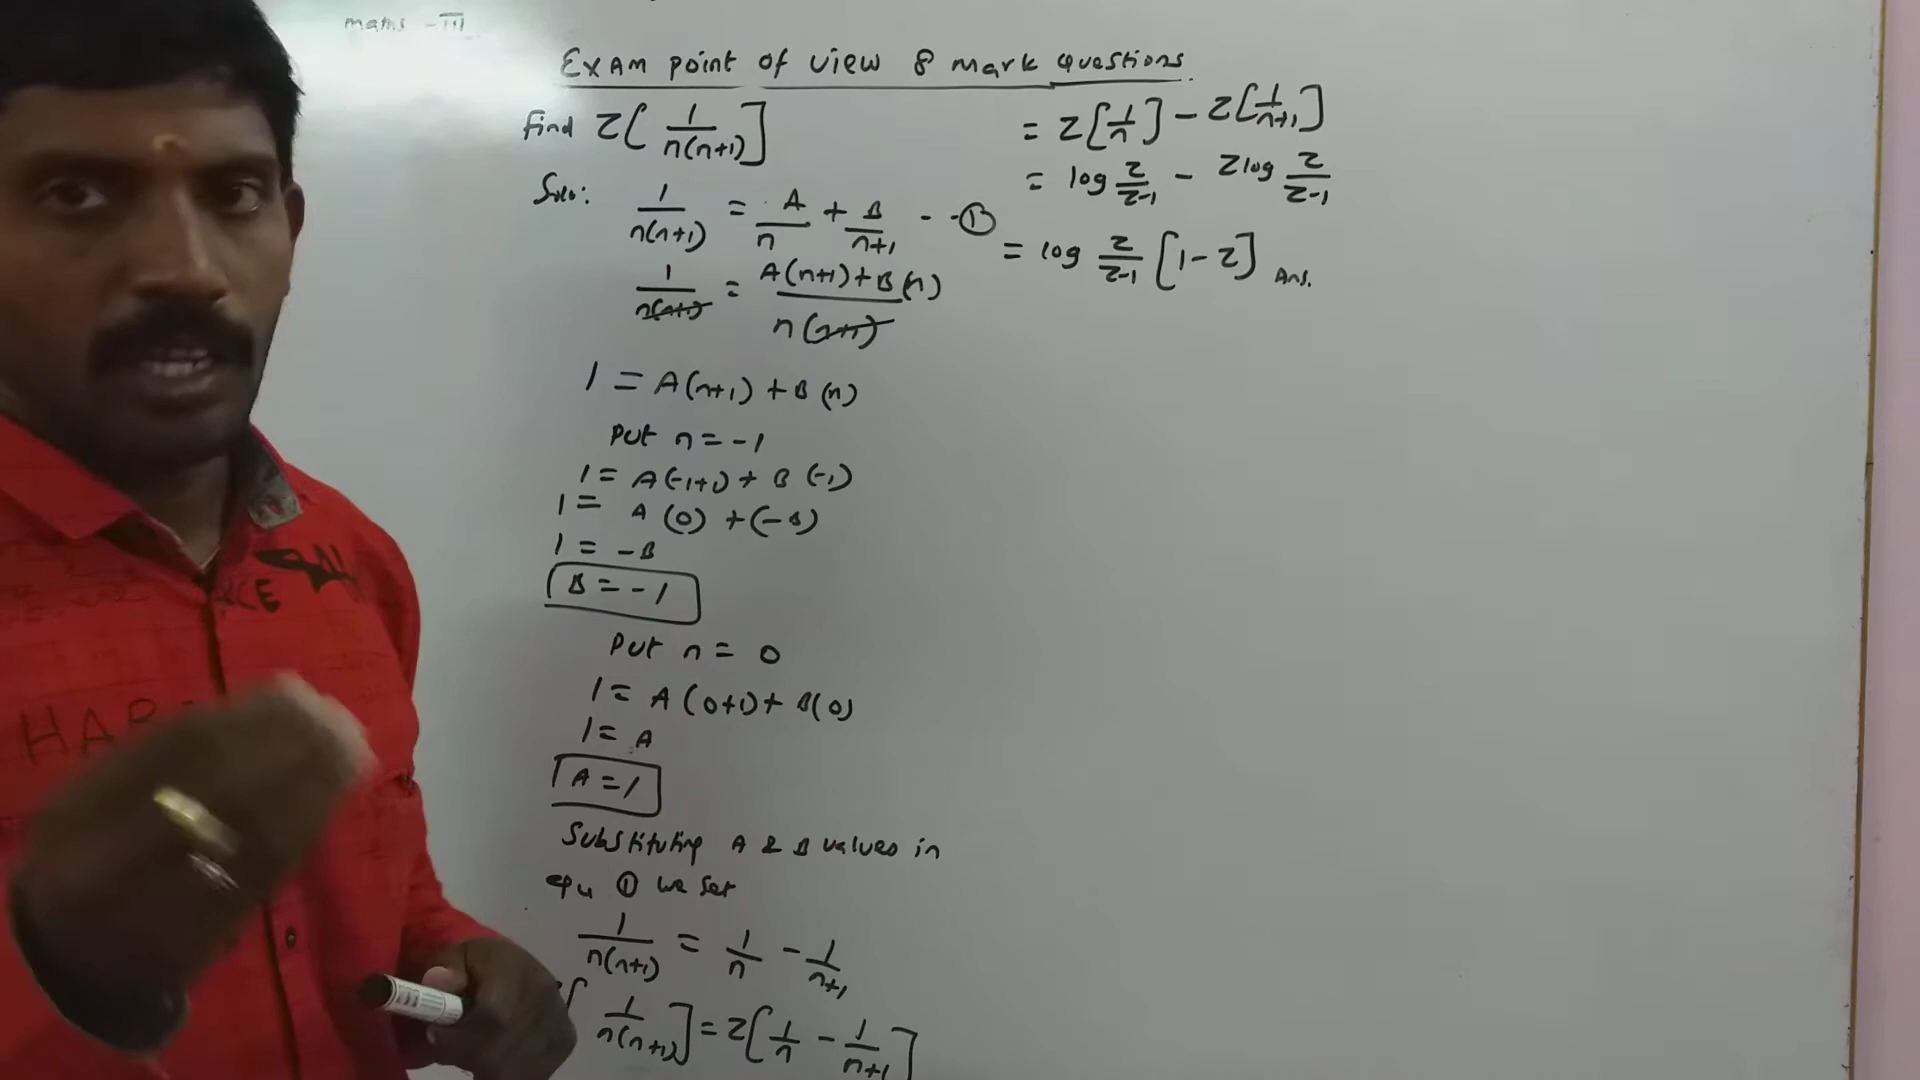 maths - III
Exam point of view 8 mark questions.
Find Z[ 1/n(n+1) ]
Soln: 1/n(n+1) = A/n + B/n+1 - - ①
1/n(n+1) = A(n+1)+B(n) / n(n+1)
1 = A(n+1) + B(n)
Put n = -1
1 = A(-1+1) + B(-1)
1 = A(0) + (-B)
1 = -B
B = -1
Put n = 0
1 = A(0+1) + B(0)
1 = A
A = 1
Substituting A & B values in
equ ① we get
1/n(n+1) = 1/n - 1/n+1
1/n(n+1) ] = Z[ 1/n - 1/n+1 ]
= Z[ 1/n ] - Z[ 1/n+1 ]
= log z/z-1 - z log z/z-1
= log z/z-1 [1-z] Ans.
HAR
ACE